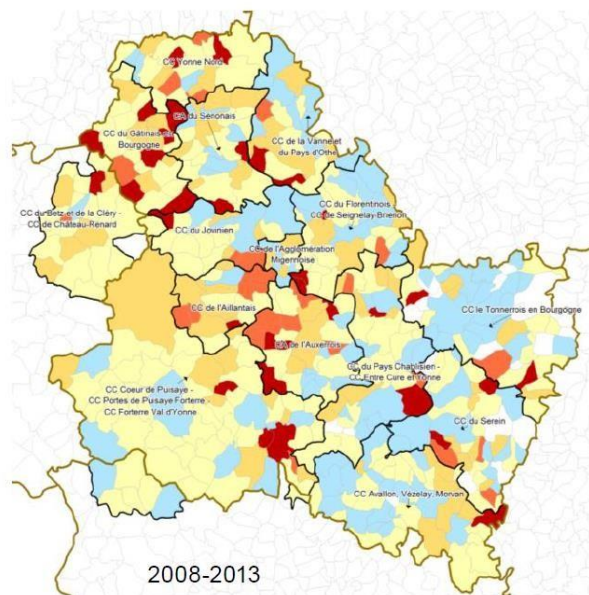 CC Yonne Nord
CA du Sénonais
CC du Gâtinais en
Bourgogne
CC de la Vanne et
du Pays d'Othe
CC du Florentinois
CC de Seignelay-Brienon
CC du Betz et de la Cléry -
CC de Château-Renard
CC du Jovinien
CC de l'Agglomération
Migennoise
CC le Tonnerrois en Bourgogne
CC de l'Aillantais
CA de l'Auxerrois
CC du Pays Chablisien -
CC Entre Cure et Yonne
CC Coeur de Puisaye -
CC Portes de Puisaye Forterre -
CC Forterre Val d'Yonne
CC du Serein
CC Avallon, Vézelay, Morvan
2008-2013